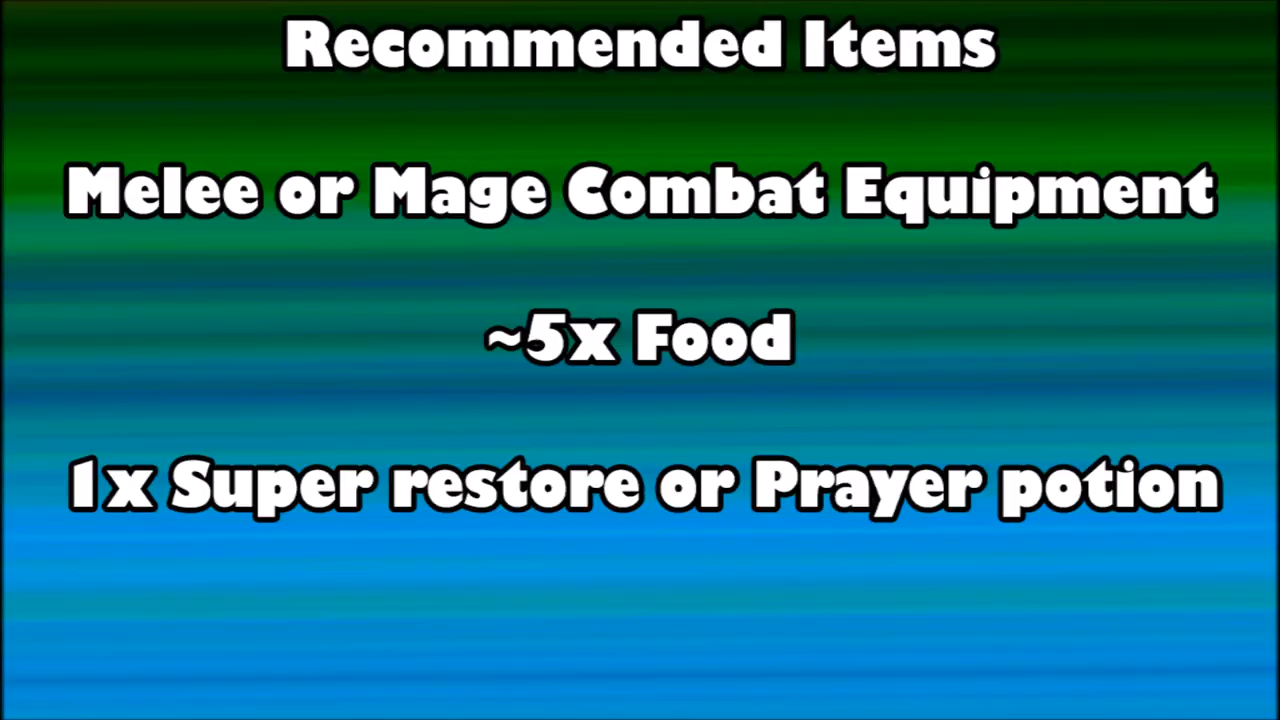 Recommended Items
Melee or Mage Combat Equipment
~5x Food
1x Super restore or Prayer potion